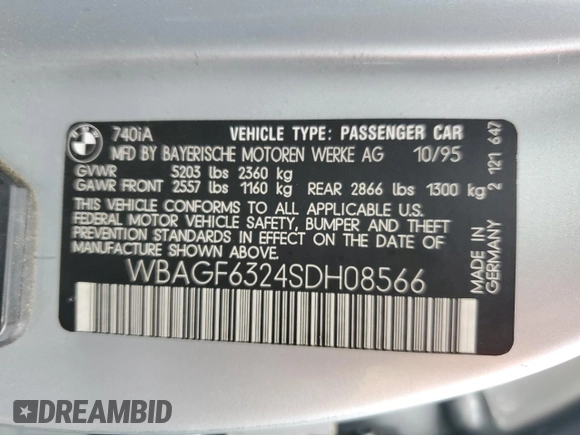 BMW
740iA VEHICLE TYPE: PASSENGER CAR
MFD BY BAYERISCHE MOTOREN WERKE AG 10/95
GVWR 5203 lbs 2360 kg
GAWR FRONT 2557 lbs 1160 kg REAR 2866 lbs 1300 kg
THIS VEHICLE CONFORMS TO ALL APPLICABLE U.S.
FEDERAL MOTOR VEHICLE SAFETY, BUMPER AND THEFT
PREVENTION STANDARDS IN EFFECT ON THE DATE OF
MANUFACTURE SHOWN ABOVE.
WBAGF6324SDH08566
2 121 647
MADE IN
GERMANY
DREAMBID